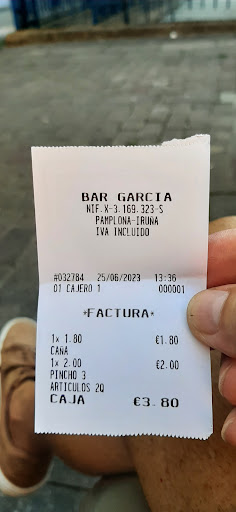 BAR GARCIA
NIF.X-3.169.323-S
PAMPLONA-IRUÑA
IVA INCLUIDO
#032784 25/06/2023 13:36
01 CAJERO 1 000001
*FACTURA*
1x 1.80 €1.80
CAÑA
1x 2.00 €2.00
PINCHO 3
ARTICULOS 2Q
CAJA €3.80